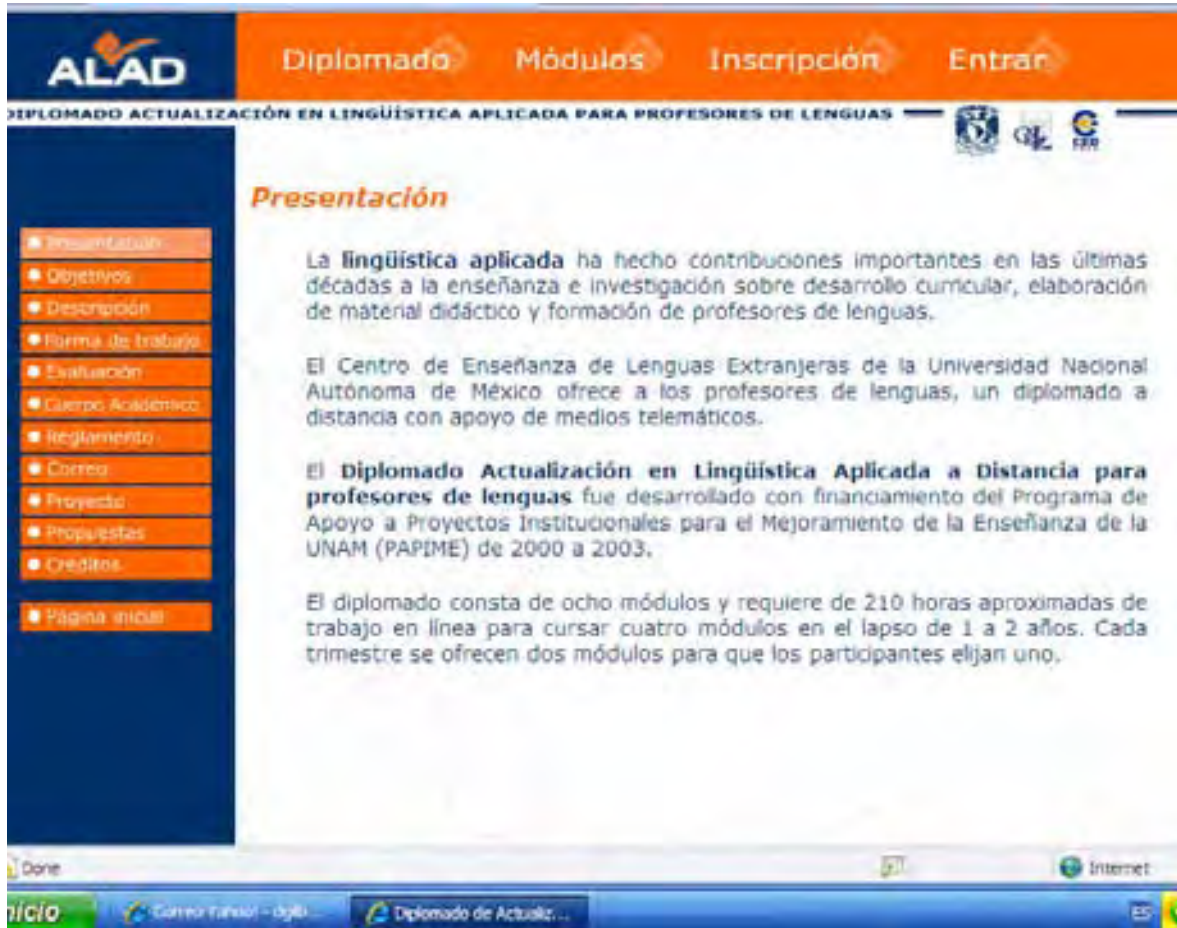 ALAD
Diplomado Módulos Inscripción Entrar
DIPLOMADO ACTUALIZACIÓN EN LINGÜÍSTICA APLICADA PARA PROFESORES DE LENGUAS
Presentación
Presentación
Objetivos
Descripción
Forma de trabajo
Evaluación
Cuerpo Académico
Reglamento
Correo
Proyecto
Propuestas
Créditos
Página inicial
La lingüística aplicada ha hecho contribuciones importantes en las últimas
décadas a la enseñanza e investigación sobre desarrollo curricular, elaboración
de material didáctico y formación de profesores de lenguas.
El Centro de Enseñanza de Lenguas Extranjeras de la Universidad Nacional
Autónoma de México ofrece a los profesores de lenguas, un diplomado a
distancia con apoyo de medios telemáticos.
El Diplomado Actualización en Lingüística Aplicada a Distancia para
profesores de lenguas fue desarrollado con financiamiento del Programa de
Apoyo a Proyectos Institucionales para el Mejoramiento de la Enseñanza de la
UNAM (PAPIME) de 2000 a 2003.
El diplomado consta de ocho módulos y requiere de 210 horas aproximadas de
trabajo en línea para cursar cuatro módulos en el lapso de 1 a 2 años. Cada
trimestre se ofrecen dos módulos para que los participantes elijan uno.
Done Internet
nicio Correo Diplomado de Actualiz... ES